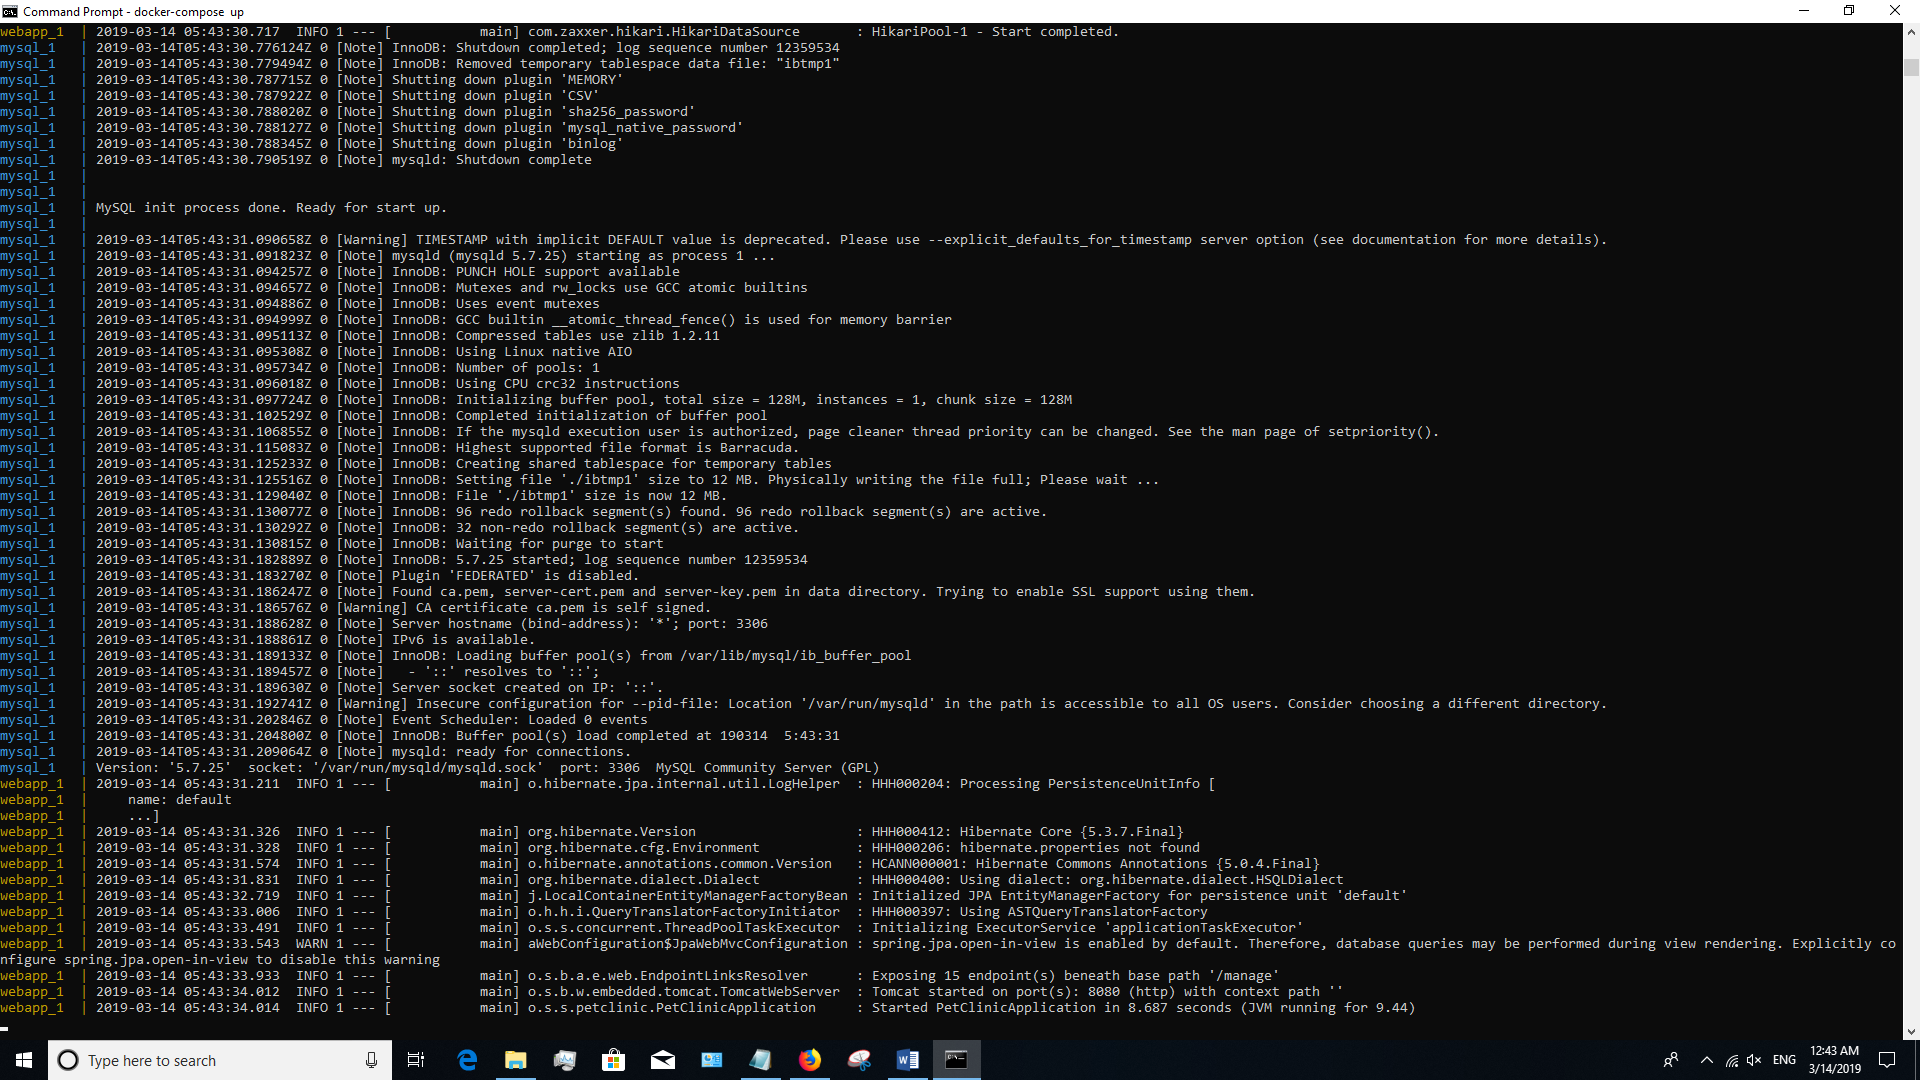 Command Prompt - docker-compose  up
webapp_1  | 2019-03-14 05:43:30.717  INFO 1 --- [           main] com.zaxxer.hikari.HikariDataSource       : HikariPool-1 - Start completed.
mysql_1   | 2019-03-14T05:43:30.776124Z 0 [Note] InnoDB: Shutdown completed; log sequence number 12359534
mysql_1   | 2019-03-14T05:43:30.779494Z 0 [Note] InnoDB: Removed temporary tablespace data file: "ibtmp1"
mysql_1   | 2019-03-14T05:43:30.787715Z 0 [Note] Shutting down plugin 'MEMORY'
mysql_1   | 2019-03-14T05:43:30.787922Z 0 [Note] Shutting down plugin 'CSV'
mysql_1   | 2019-03-14T05:43:30.788020Z 0 [Note] Shutting down plugin 'sha256_password'
mysql_1   | 2019-03-14T05:43:30.788127Z 0 [Note] Shutting down plugin 'mysql_native_password'
mysql_1   | 2019-03-14T05:43:30.788345Z 0 [Note] Shutting down plugin 'binlog'
mysql_1   | 2019-03-14T05:43:30.790519Z 0 [Note] mysqld: Shutdown complete
mysql_1   |
mysql_1   |
mysql_1   | MySQL init process done. Ready for start up.
mysql_1   |
mysql_1   | 2019-03-14T05:43:31.090658Z 0 [Warning] TIMESTAMP with implicit DEFAULT value is deprecated. Please use --explicit_defaults_for_timestamp server option (see documentation for more details).
mysql_1   | 2019-03-14T05:43:31.091823Z 0 [Note] mysqld (mysqld 5.7.25) starting as process 1 ...
mysql_1   | 2019-03-14T05:43:31.094257Z 0 [Note] InnoDB: PUNCH HOLE support available
mysql_1   | 2019-03-14T05:43:31.094657Z 0 [Note] InnoDB: Mutexes and rw_locks use GCC atomic builtins
mysql_1   | 2019-03-14T05:43:31.094886Z 0 [Note] InnoDB: Uses event mutexes
mysql_1   | 2019-03-14T05:43:31.094999Z 0 [Note] InnoDB: GCC builtin __atomic_thread_fence() is used for memory barrier
mysql_1   | 2019-03-14T05:43:31.095113Z 0 [Note] InnoDB: Compressed tables use zlib 1.2.11
mysql_1   | 2019-03-14T05:43:31.095308Z 0 [Note] InnoDB: Using Linux native AIO
mysql_1   | 2019-03-14T05:43:31.095734Z 0 [Note] InnoDB: Number of pools: 1
mysql_1   | 2019-03-14T05:43:31.096018Z 0 [Note] InnoDB: Using CPU crc32 instructions
mysql_1   | 2019-03-14T05:43:31.097724Z 0 [Note] InnoDB: Initializing buffer pool, total size = 128M, instances = 1, chunk size = 128M
mysql_1   | 2019-03-14T05:43:31.102529Z 0 [Note] InnoDB: Completed initialization of buffer pool
mysql_1   | 2019-03-14T05:43:31.106855Z 0 [Note] InnoDB: If the mysqld execution user is authorized, page cleaner thread priority can be changed. See the man page of setpriority().
mysql_1   | 2019-03-14T05:43:31.115083Z 0 [Note] InnoDB: Highest supported file format is Barracuda.
mysql_1   | 2019-03-14T05:43:31.125233Z 0 [Note] InnoDB: Creating shared tablespace for temporary tables
mysql_1   | 2019-03-14T05:43:31.125516Z 0 [Note] InnoDB: Setting file './ibtmp1' size to 12 MB. Physically writing the file full; Please wait ...
mysql_1   | 2019-03-14T05:43:31.129040Z 0 [Note] InnoDB: File './ibtmp1' size is now 12 MB.
mysql_1   | 2019-03-14T05:43:31.130077Z 0 [Note] InnoDB: 96 redo rollback segment(s) found. 96 redo rollback segment(s) are active.
mysql_1   | 2019-03-14T05:43:31.130292Z 0 [Note] InnoDB: 32 non-redo rollback segment(s) are active.
mysql_1   | 2019-03-14T05:43:31.130815Z 0 [Note] InnoDB: Waiting for purge to start
mysql_1   | 2019-03-14T05:43:31.182889Z 0 [Note] InnoDB: 5.7.25 started; log sequence number 12359534
mysql_1   | 2019-03-14T05:43:31.183270Z 0 [Note] Plugin 'FEDERATED' is disabled.
mysql_1   | 2019-03-14T05:43:31.186247Z 0 [Note] Found ca.pem, server-cert.pem and server-key.pem in data directory. Trying to enable SSL support using them.
mysql_1   | 2019-03-14T05:43:31.186576Z 0 [Warning] CA certificate ca.pem is self signed.
mysql_1   | 2019-03-14T05:43:31.188628Z 0 [Note] Server hostname (bind-address): '*'; port: 3306
mysql_1   | 2019-03-14T05:43:31.188861Z 0 [Note] IPv6 is available.
mysql_1   | 2019-03-14T05:43:31.189133Z 0 [Note] InnoDB: Loading buffer pool(s) from /var/lib/mysql/ib_buffer_pool
mysql_1   | 2019-03-14T05:43:31.189457Z 0 [Note]   - '::' resolves to '::';
mysql_1   | 2019-03-14T05:43:31.189630Z 0 [Note] Server socket created on IP: '::'.
mysql_1   | 2019-03-14T05:43:31.192741Z 0 [Warning] Insecure configuration for --pid-file: Location '/var/run/mysqld' in the path is accessible to all OS users. Consider choosing a different directory.
mysql_1   | 2019-03-14T05:43:31.202846Z 0 [Note] Event Scheduler: Loaded 0 events
mysql_1   | 2019-03-14T05:43:31.204800Z 0 [Note] InnoDB: Buffer pool(s) load completed at 190314  5:43:31
mysql_1   | 2019-03-14T05:43:31.209064Z 0 [Note] mysqld: ready for connections.
mysql_1   | Version: '5.7.25'  socket: '/var/run/mysqld/mysqld.sock'  port: 3306  MySQL Community Server (GPL)
webapp_1  | 2019-03-14 05:43:31.211  INFO 1 --- [           main] o.hibernate.jpa.internal.util.LogHelper  : HHH000204: Processing PersistenceUnitInfo [
webapp_1  |     name: default
webapp_1  |     ...]
webapp_1  | 2019-03-14 05:43:31.326  INFO 1 --- [           main] org.hibernate.Version                    : HHH000412: Hibernate Core {5.3.7.Final}
webapp_1  | 2019-03-14 05:43:31.328  INFO 1 --- [           main] org.hibernate.cfg.Environment            : HHH000206: hibernate.properties not found
webapp_1  | 2019-03-14 05:43:31.574  INFO 1 --- [           main] o.hibernate.annotations.common.Version   : HCANN000001: Hibernate Commons Annotations {5.0.4.Final}
webapp_1  | 2019-03-14 05:43:31.831  INFO 1 --- [           main] org.hibernate.dialect.Dialect            : HHH000400: Using dialect: org.hibernate.dialect.HSQLDialect
webapp_1  | 2019-03-14 05:43:32.719  INFO 1 --- [           main] j.LocalContainerEntityManagerFactoryBean : Initialized JPA EntityManagerFactory for persistence unit 'default'
webapp_1  | 2019-03-14 05:43:33.006  INFO 1 --- [           main] o.h.h.i.QueryTranslatorFactoryInitiator  : HHH000397: Using ASTQueryTranslatorFactory
webapp_1  | 2019-03-14 05:43:33.491  INFO 1 --- [           main] o.s.s.concurrent.ThreadPoolTaskExecutor  : Initializing ExecutorService 'applicationTaskExecutor'
webapp_1  | 2019-03-14 05:43:33.543  WARN 1 --- [           main] aWebConfiguration$JpaWebMvcConfiguration : spring.jpa.open-in-view is enabled by default. Therefore, database queries may be performed during view rendering. Explicitly co
nfigure spring.jpa.open-in-view to disable this warning
webapp_1  | 2019-03-14 05:43:33.933  INFO 1 --- [           main] o.s.b.a.e.web.EndpointLinksResolver      : Exposing 15 endpoint(s) beneath base path '/manage'
webapp_1  | 2019-03-14 05:43:34.012  INFO 1 --- [           main] o.s.b.w.embedded.tomcat.TomcatWebServer  : Tomcat started on port(s): 8080 (http) with context path ''
webapp_1  | 2019-03-14 05:43:34.014  INFO 1 --- [           main] o.s.s.petclinic.PetClinicApplication     : Started PetClinicApplication in 8.687 seconds (JVM running for 9.44)
Type here to search
ENG
12:43 AM
3/14/2019